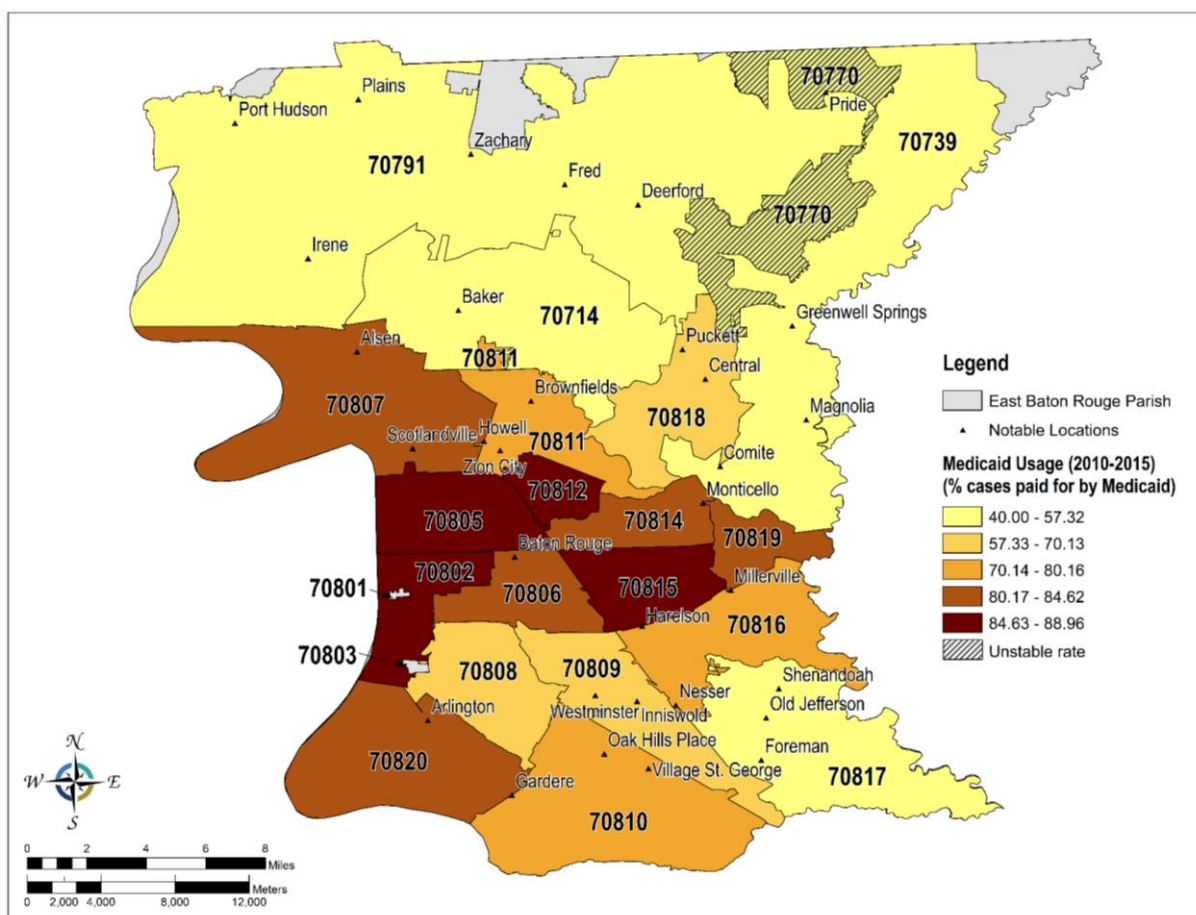 70770
Plains
Pride
Port Hudson
70739
Zachary
70791
Fred
Deerford
70770
Irene
Baker
70714
Greenwell Springs
Alsen
Puckett
70811
Central
Brownfields
70807
70818
Magnolia
Howell
Scotlandville
70811
Comite
Zion City
70812
Monticello
70805
70814
70819
Baton Rouge
70802
70815
Millerville
70801
70806
Harelson
70816
70803
70808
70809
Shenandoah
Nesser
Westminster
Inniswold
Old Jefferson
Arlington
Oak Hills Place
Foreman
70820
Village St. George
70817
Gardere
70810
Legend
East Baton Rouge Parish
Notable Locations
Medicaid Usage (2010-2015)
(% cases paid for by Medicaid)
40.00 - 57.32
57.33 - 70.13
70.14 - 80.16
80.17 - 84.62
84.63 - 88.96
Unstable rate
N
W E
S
0 2 4 6 8
Miles
Meters
0 2,000 4,000 8,000 12,000